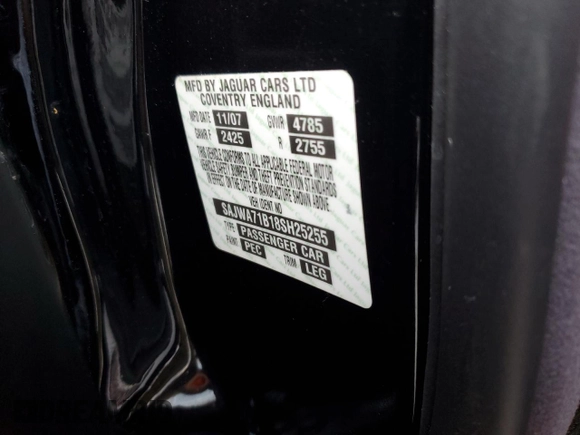 MFD BY JAGUAR CARS LTD
COVENTRY ENGLAND
MFD DATE 11/07 GVWR 4785
GAWR F 2425 R 2755
THIS VEHICLE CONFORMS TO ALL APPLICABLE FEDERAL MOTOR
VEHICLE SAFETY BUMPER AND THEFT PREVENTION STANDARDS
IN EFFECT ON THE DATE OF MANUFACTURE SHOWN ABOVE
VEH IDENT NO
SAJWA71B18SH25255
TYPE PASSENGER CAR
PAINT PEC TRIM LEG